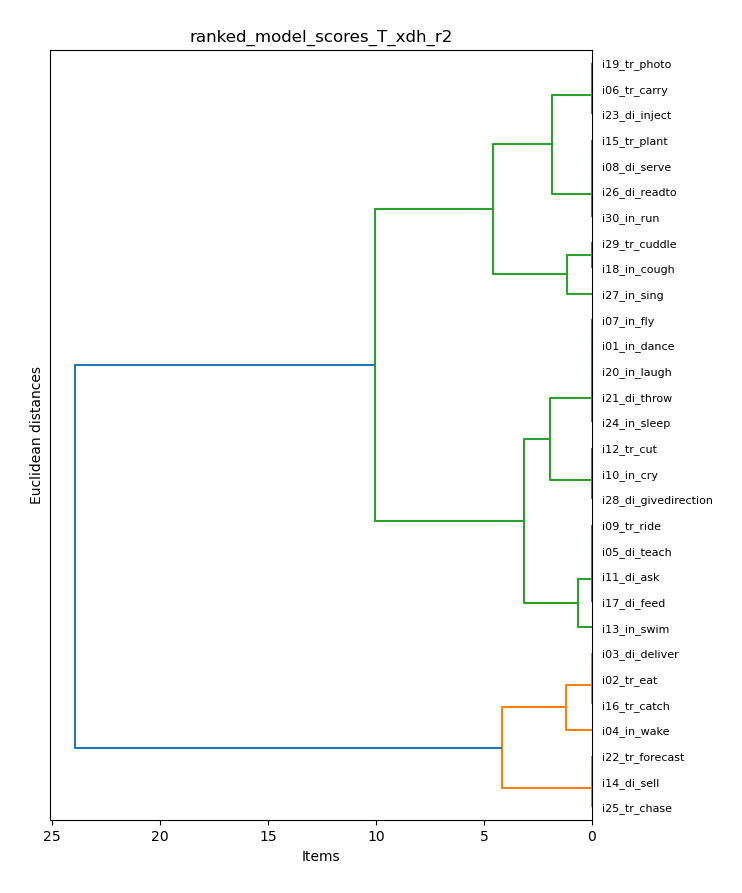 ranked_model_scores_T_xdh_r2
i19_tr_photo
i06_tr_carry
i23_di_inject
i15_tr_plant
i08_di_serve
i26_di_readto
i30_in_run
i29_tr_cuddle
i18_in_cough
i27_in_sing
i07_in_fly
i01_in_dance
i20_in_laugh
i21_di_throw
i24_in_sleep
i12_tr_cut
i10_in_cry
i28_di_givedirection
i09_tr_ride
i05_di_teach
i11_di_ask
i17_di_feed
i13_in_swim
i03_di_deliver
i02_tr_eat
i16_tr_catch
i04_in_wake
i22_tr_forecast
i14_di_sell
i25_tr_chase
Euclidean distances
25 20 15 10 5 0
Items